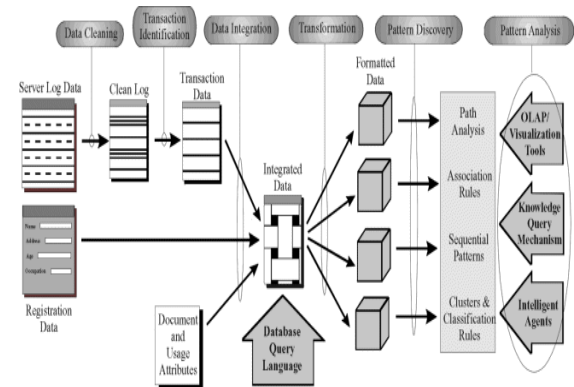 Data Cleaning
Transaction
Identification
Data Integration
Transformation
Pattern Discovery
Pattern Analysis
Server Log Data
Clean Log
Transaction
Data
Formatted
Data
Integrated
Data
Path
Analysis
Association
Rules
Sequential
Patterns
Clusters &
Classification
Rules
OLAP/
Visualization
Tools
Knowledge
Query
Mechanism
Intelligent
Agents
Name
Address
Age
Occupation
Registration
Data
Document
and
Usage
Attributes
Database
Query
Language